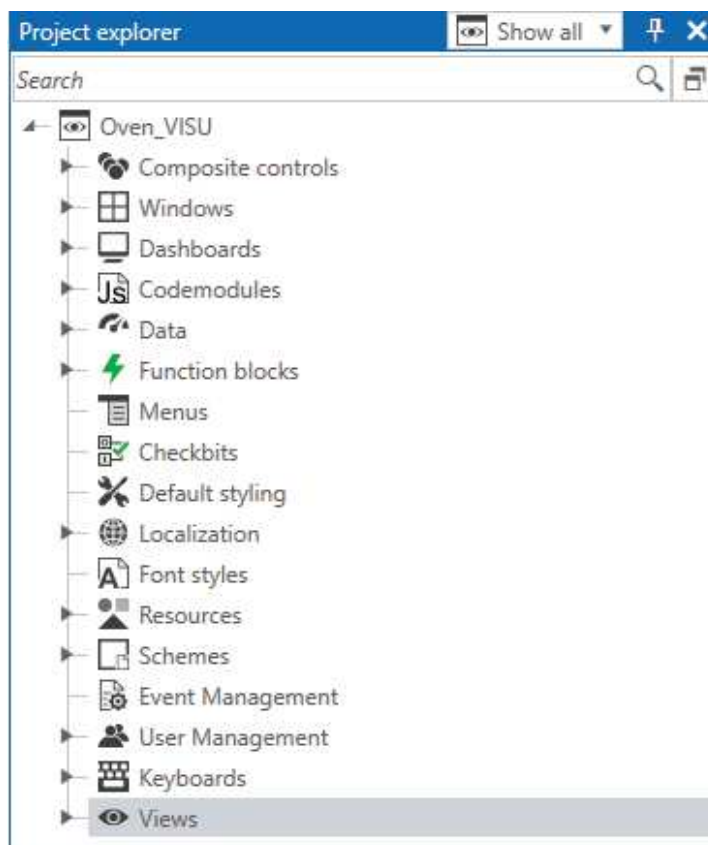 Project explorer Show all
Search
Oven_VISU
Composite controls
Windows
Dashboards
Codemodules
Data
Function blocks
Menus
Checkbits
Default styling
Localization
Font styles
Resources
Schemes
Event Management
User Management
Keyboards
Views